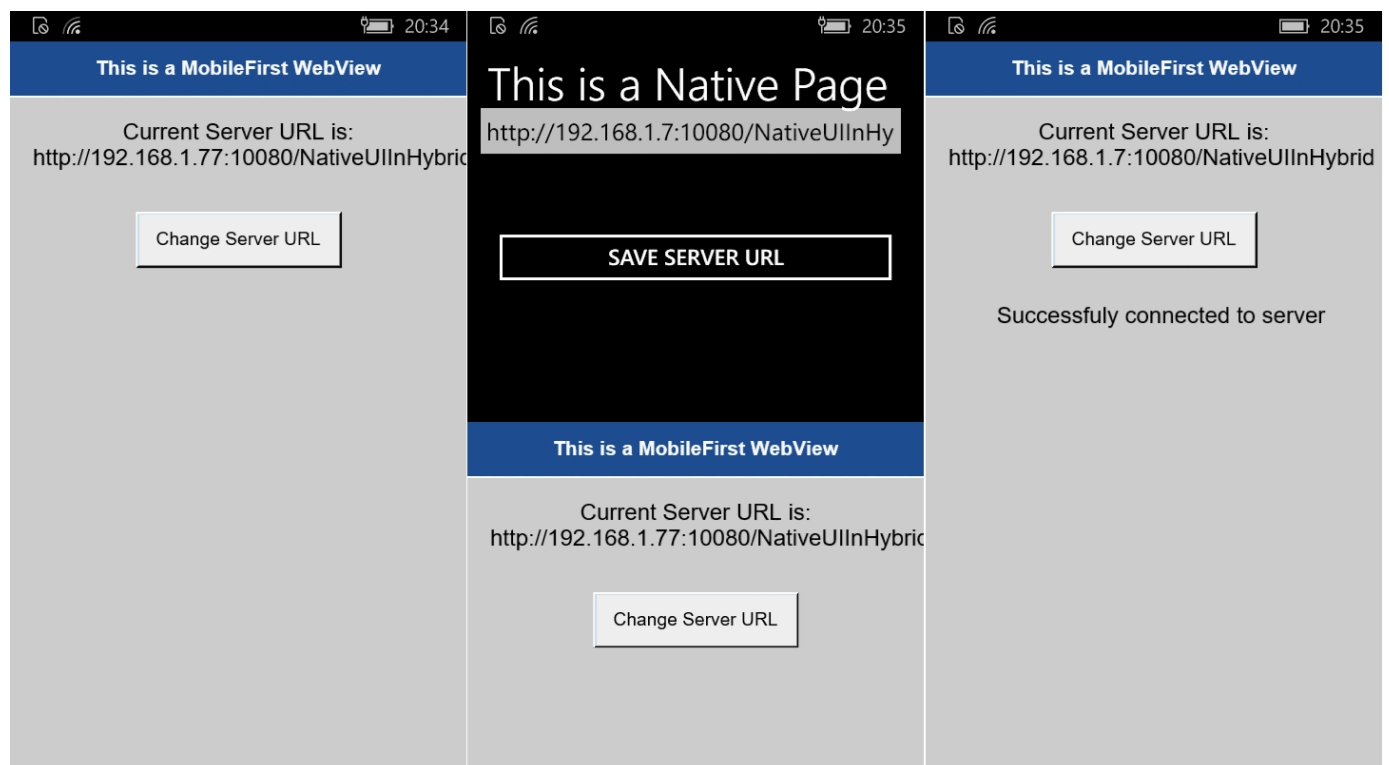 20:34
This is a MobileFirst WebView
Current Server URL is:
http://192.168.1.77:10080/NativeUIInHybric
Change Server URL
20:35
This is a Native Page
http://192.168.1.7:10080/NativeUIInHy
SAVE SERVER URL
This is a MobileFirst WebView
Current Server URL is:
http://192.168.1.77:10080/NativeUIInHybric
Change Server URL
20:35
This is a MobileFirst WebView
Current Server URL is:
http://192.168.1.7:10080/NativeUIInHybrid
Change Server URL
Successfuly connected to server